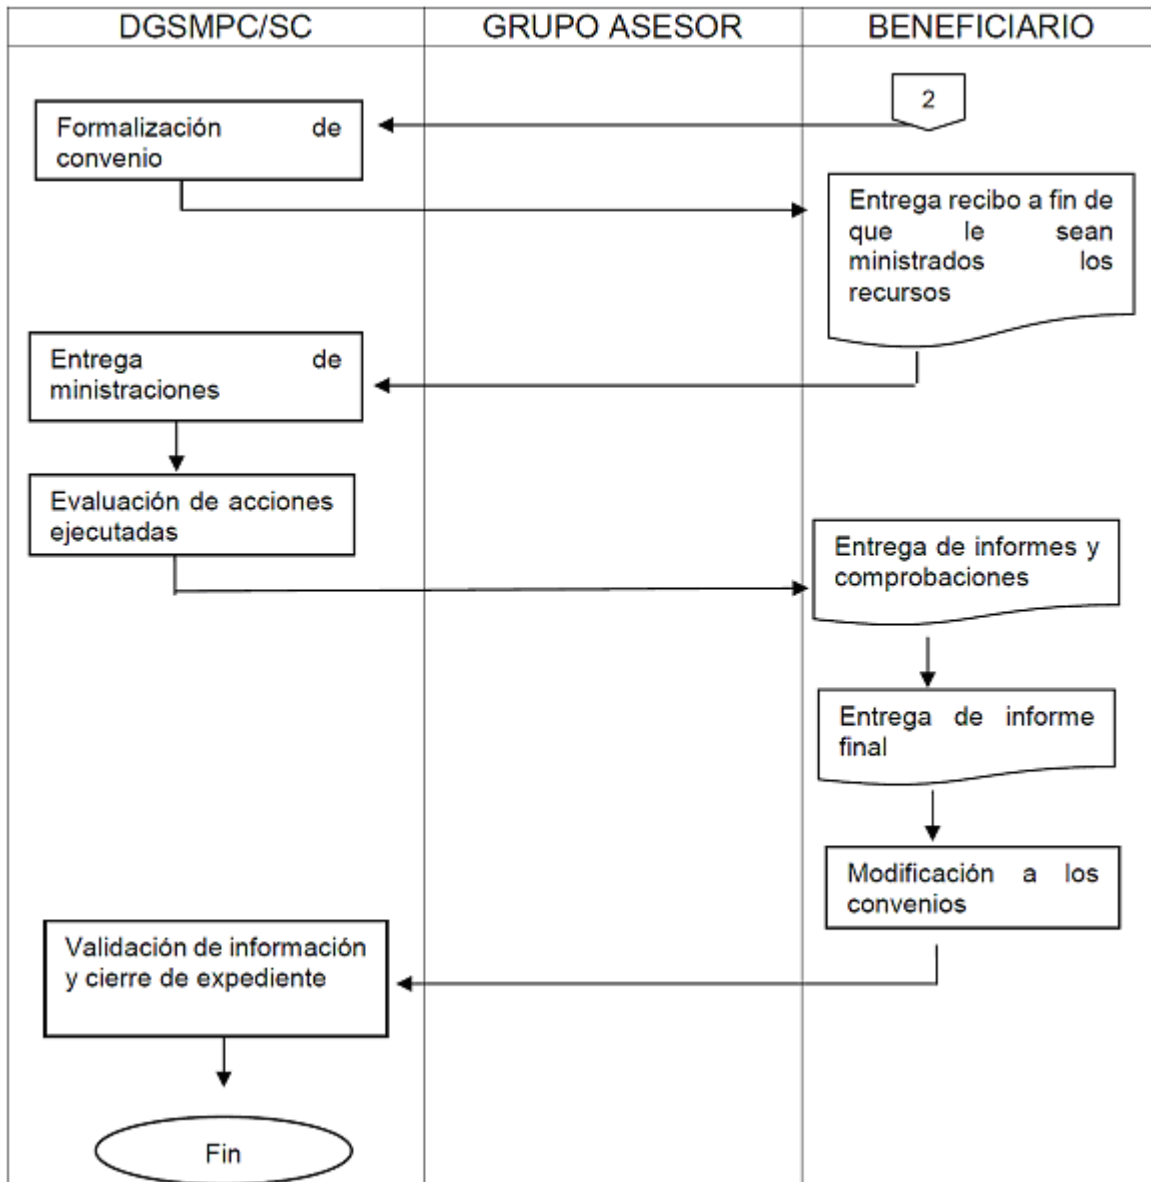 DGSMPC/SC
GRUPO ASESOR
BENEFICIARIO
2
Formalización de
convenio
Entrega recibo a fin de
que le sean
ministrados los
recursos
Entrega de
ministraciones
Evaluación de acciones
ejecutadas
Entrega de informes y
comprobaciones
Entrega de informe
final
Modificación a los
convenios
Validación de información
y cierre de expediente
Fin